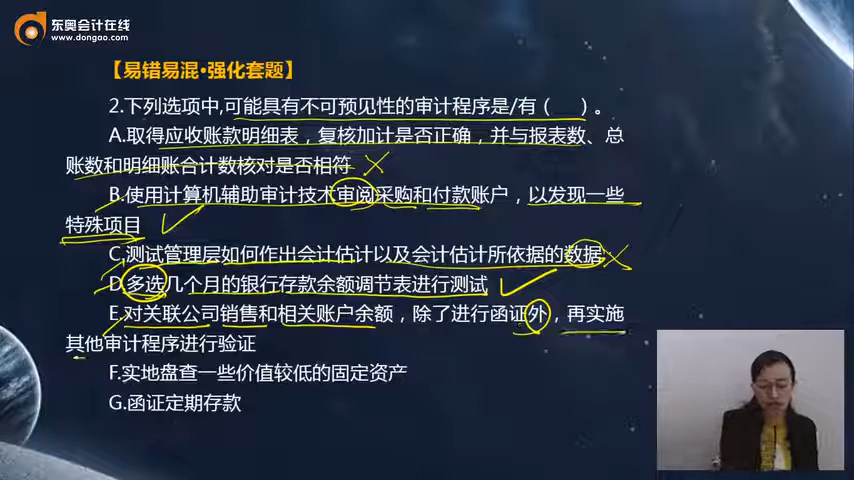 东奥会计在线
www.dongao.com
【易错易混•强化套题】
2.下列选项中,可能具有不可预见性的审计程序是/有（ ）。
A.取得应收账款明细表，复核加计是否正确，并与报表数、总
账数和明细账合计数核对是否相符
B.使用计算机辅助审计技术审阅采购和付款账户，以发现一些
特殊项目
C.测试管理层如何作出会计估计以及会计估计所依据的数据
D.多选几个月的银行存款余额调节表进行测试
E.对关联公司销售和相关账户余额，除了进行函证外，再实施
其他审计程序进行验证
F.实地盘查一些价值较低的固定资产
G.函证定期存款